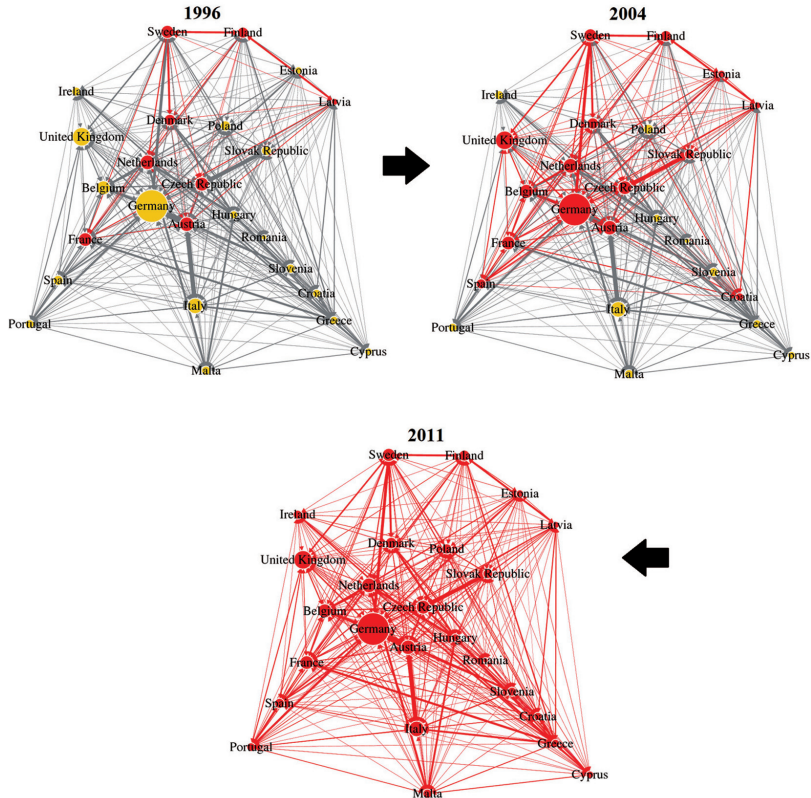 1996
Sweden
Finland
Estonia
Ireland
Latvia
Denmark
Poland
United Kingdom
Slovak Republic
Netherlands
Czech Republic
Belgium
Germany
Hungary
Austria
France
Romania
Slovenia
Spain
Croatia
Italy
Portugal
Greece
Cyprus
Malta
2004
Sweden
Finland
Estonia
Ireland
Latvia
Denmark
Poland
United Kingdom
Slovak Republic
Netherlands
Czech Republic
Belgium
Germany
Hungary
Austria
France
Romania
Slovenia
Spain
Croatia
Italy
Portugal
Greece
Cyprus
Malta
2011
Sweden
Finland
Estonia
Ireland
Latvia
Denmark
Poland
United Kingdom
Slovak Republic
Netherlands
Czech Republic
Belgium
Germany
Hungary
Austria
France
Romania
Slovenia
Spain
Croatia
Italy
Portugal
Greece
Cyprus
Malta